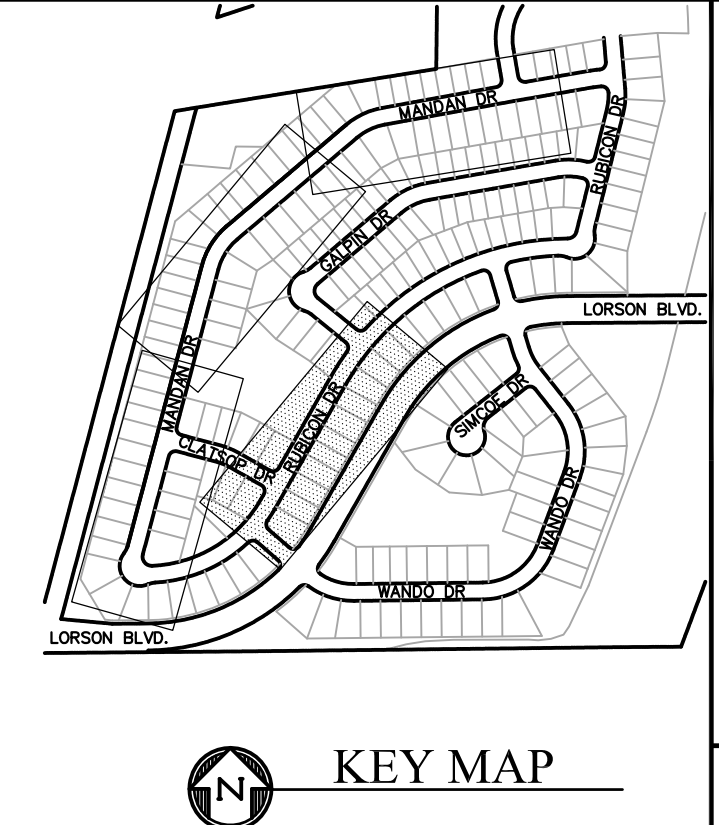 MANDAN DR
RUBICON DR
GALPIN DR
LORSON BLVD.
MANDAN DR
RUBICON DR
SIMCOE DR
CLATSOP DR
WANDO DR
WANDO DR
LORSON BLVD.
N
KEY MAP